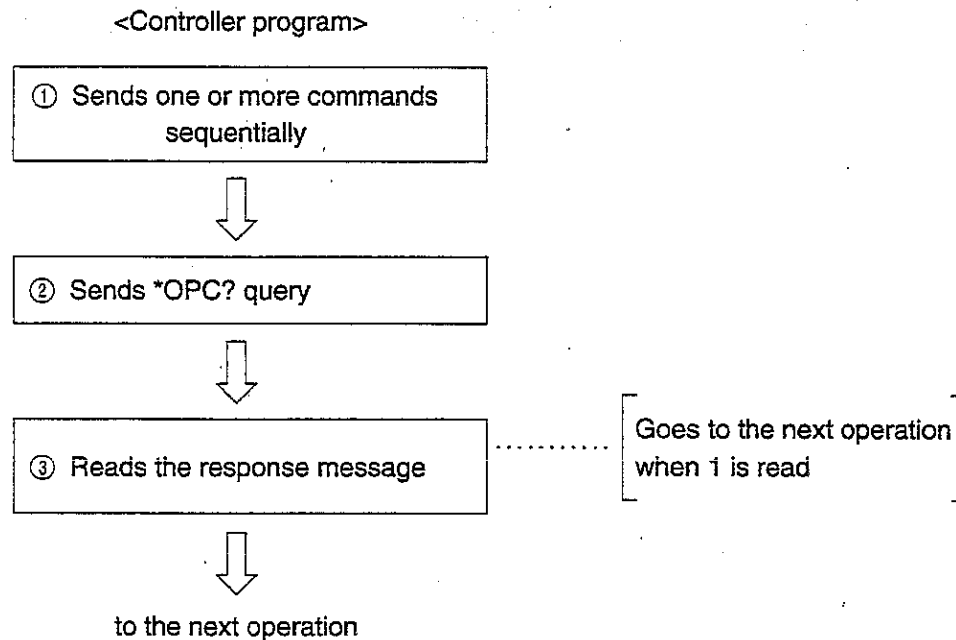 <Controller program>
① Sends one or more commands
sequentially
② Sends *OPC? query
③ Reads the response message
Goes to the next operation
when 1 is read
to the next operation